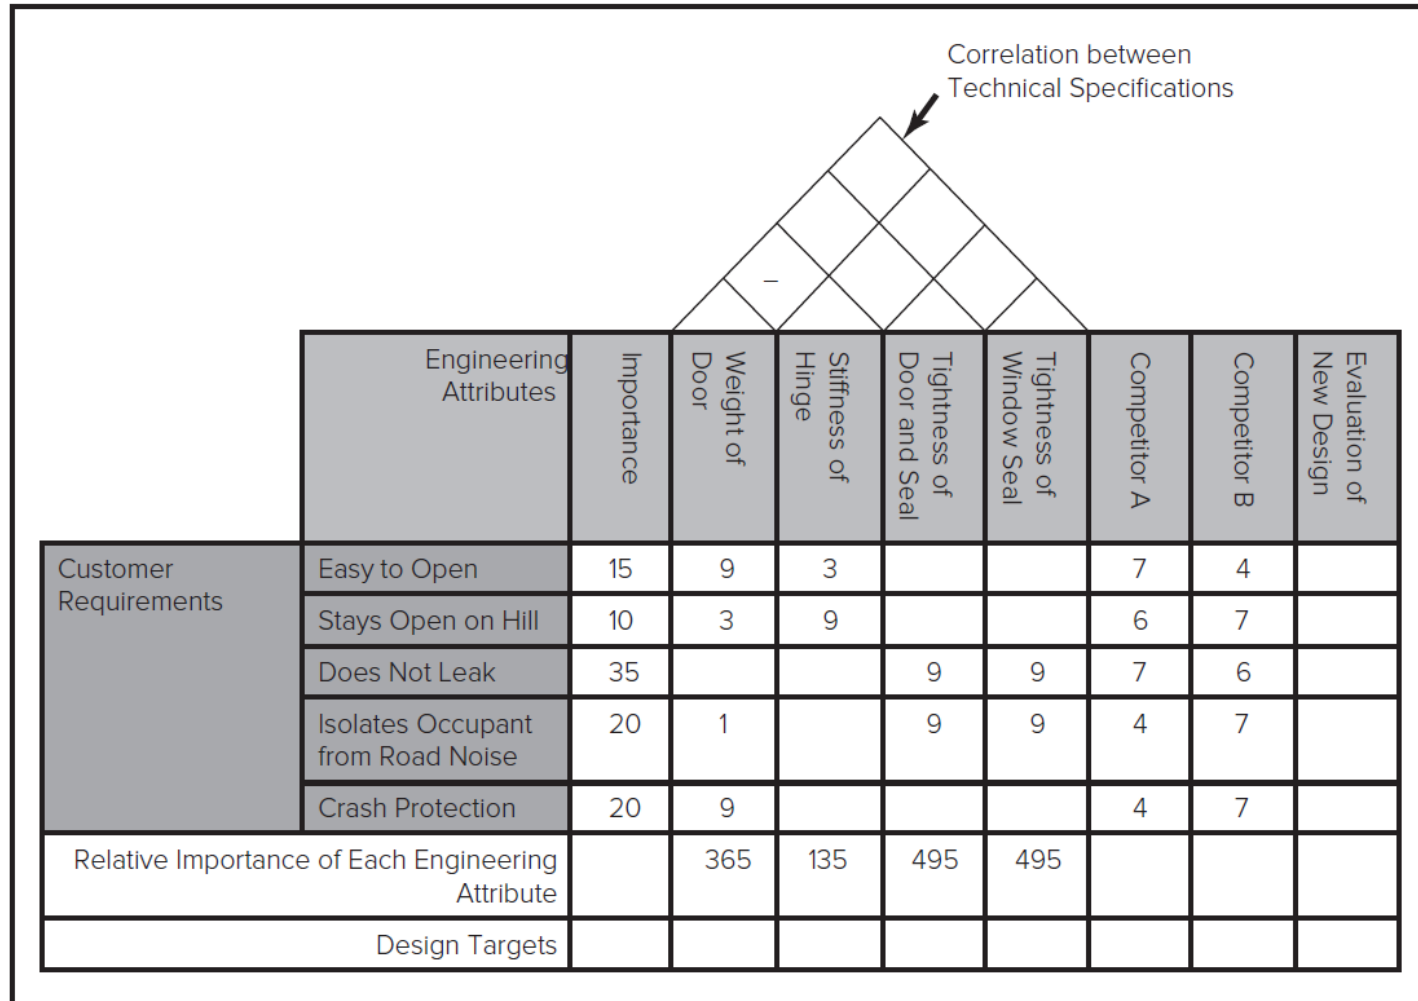 Correlation between
Technical Specifications
–
Engineering
Attributes
Importance
Weight of
Door
Stiffness of
Hinge
Tightness of
Door and Seal
Tightness of
Window Seal
Competitor A
Competitor B
Evaluation of
New Design
Customer
Requirements
Easy to Open 15 9 3 7 4
Stays Open on Hill 10 3 9 6 7
Does Not Leak 35 9 9 7 6
Isolates Occupant
from Road Noise 20 1 9 9 4 7
Crash Protection 20 9 4 7
Relative Importance of Each Engineering
Attribute 365 135 495 495
Design Targets